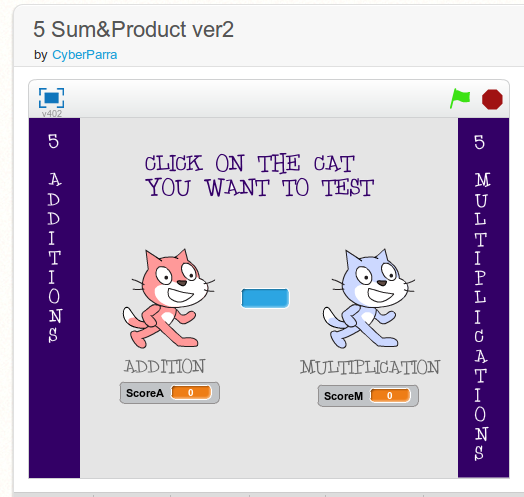 5 Sum&Product ver2
by CyberParra
v402
5 ADDITIONS
CLICK ON THE CAT
YOU WANT TO TEST
5 MULTIPLICATIONS
ADDITION
MULTIPLICATION
ScoreA 0
ScoreM 0